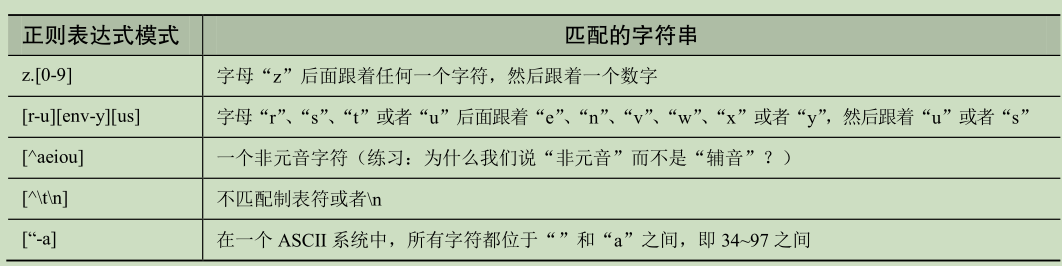 正则表达式模式 匹配的字符串
z.[0-9] 字母“z”后面跟着任何一个字符，然后跟着一个数字
[r-u][env-y][us] 字母“r”、“s”、“t”或者“u”后面跟着“e”、“n”、“v”、“w”、“x”或者“y”，然后跟着“u”或者“s”
[^aeiou] 一个非元音字符（练习：为什么我们说“非元音”而不是“辅音”？）
[^\t\n] 不匹配制表符或者\n
[“-a] 在一个 ASCII 系统中，所有字符都位于“”和“a”之间，即 34~97 之间